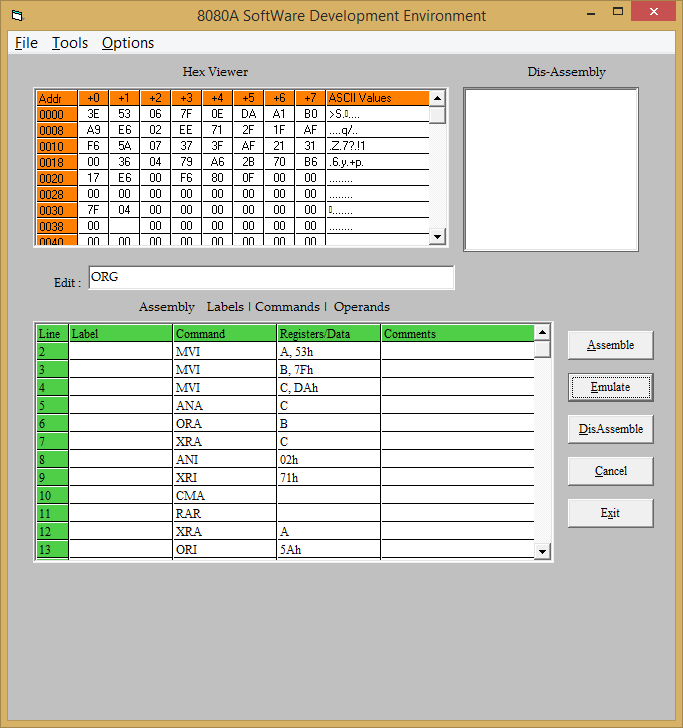 8080A SoftWare Development Environment
File Tools Options
Hex Viewer Dis-Assembly
Addr +0 +1 +2 +3 +4 +5 +6 +7 ASCII Values
0000 3E 53 06 7F 0E DA A1 B0 >S.▯....
0008 A9 E6 02 EE 71 2F 1F AF ....q/..
0010 F6 5A 07 37 3F AF 21 31 .Z.7?.!1
0018 00 36 04 79 A6 2B 70 B6 .6.y.+p.
0020 17 E6 00 F6 80 0F 00 00 ........
0028 00 00 00 00 00 00 00 00 ........
0030 7F 04 00 00 00 00 00 00 ▯.......
0038 00 00 00 00 00 00 00 ........
0040 00 00 00 00 00 00 00 00 ........
Edit : ORG
Assembly Labels | Commands | Operands
Line Label Command Registers/Data Comments
2 MVI A, 53h
3 MVI B, 7Fh
4 MVI C, DAh
5 ANA C
6 ORA B
7 XRA C
8 ANI 02h
9 XRI 71h
10 CMA
11 RAR
12 XRA A
13 ORI 5Ah
Assemble
Emulate
DisAssemble
Cancel
Exit